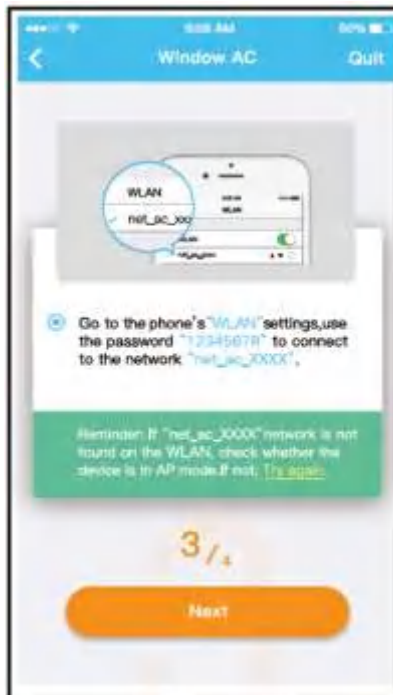 Window AC
Quit
WLAN
net_ac_xxx
WLAN
Go to the phone's"WLAN"settings,use
the password "12345678" to connect
to the network "net_ac_XXXX".
Reminder: If "net_ac_XXXX"network is not
found on the WLAN, check whether the
device is in AP mode.If not, Try again.
3/4
Next